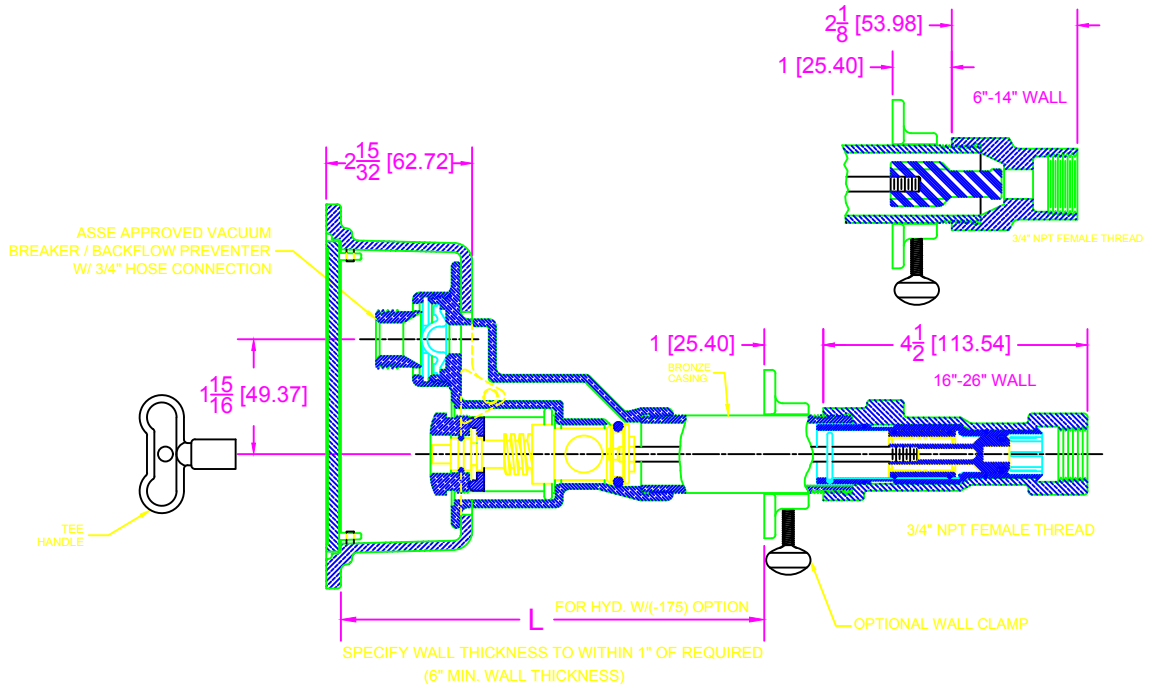 2 1/8 [53.98]
1 [25.40]
6"-14" WALL
2 15/32 [62.72]
ASSE APPROVED VACUUM
BREAKER / BACKFLOW PREVENTER
W/ 3/4" HOSE CONNECTION
3/4" NPT FEMALE THREAD
1 [25.40]
4 1/2 [113.54]
BRONZE
CASING
16"-26" WALL
1 15/16 [49.37]
TEE
HANDLE
3/4" NPT FEMALE THREAD
FOR HYD. W/(-175) OPTION
L
OPTIONAL WALL CLAMP
SPECIFY WALL THICKNESS TO WITHIN 1" OF REQUIRED
(6" MIN. WALL THICKNESS)